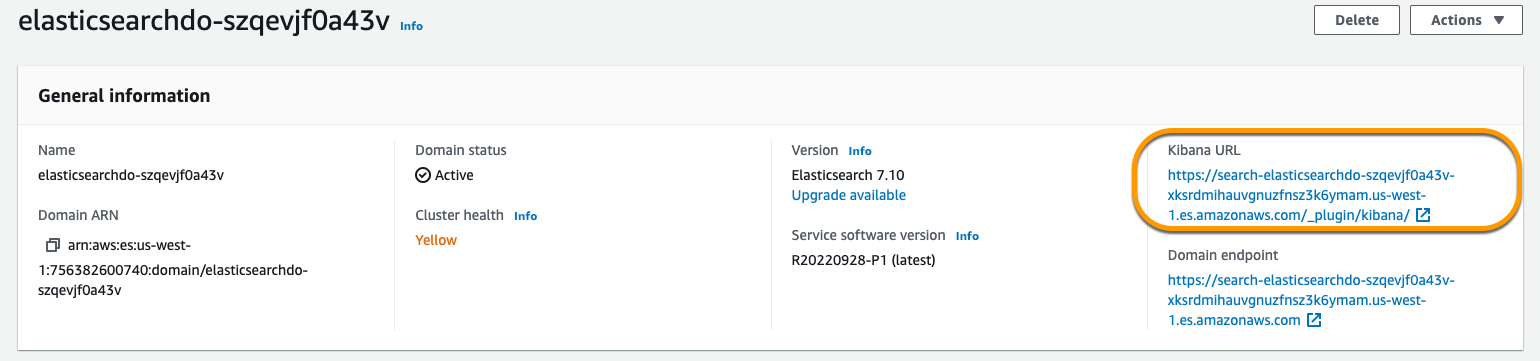 elasticsearchdo-szqevjf0a43v Info
Delete
Actions
General information
Name
elasticsearchdo-szqevjf0a43v
Domain ARN
arn:aws:es:us-west-
1:756382600740:domain/elasticsearchdo-
szqevjf0a43v
Domain status
Active
Cluster health Info
Yellow
Version Info
Elasticsearch 7.10
Upgrade available
Service software version Info
R20220928-P1 (latest)
Kibana URL
https://search-elasticsearchdo-szqevjf0a43v-
xksrdmihauvgnuzfnsz3k6ymam.us-west-
1.es.amazonaws.com/_plugin/kibana/
Domain endpoint
https://search-elasticsearchdo-szqevjf0a43v-
xksrdmihauvgnuzfnsz3k6ymam.us-west-
1.es.amazonaws.com